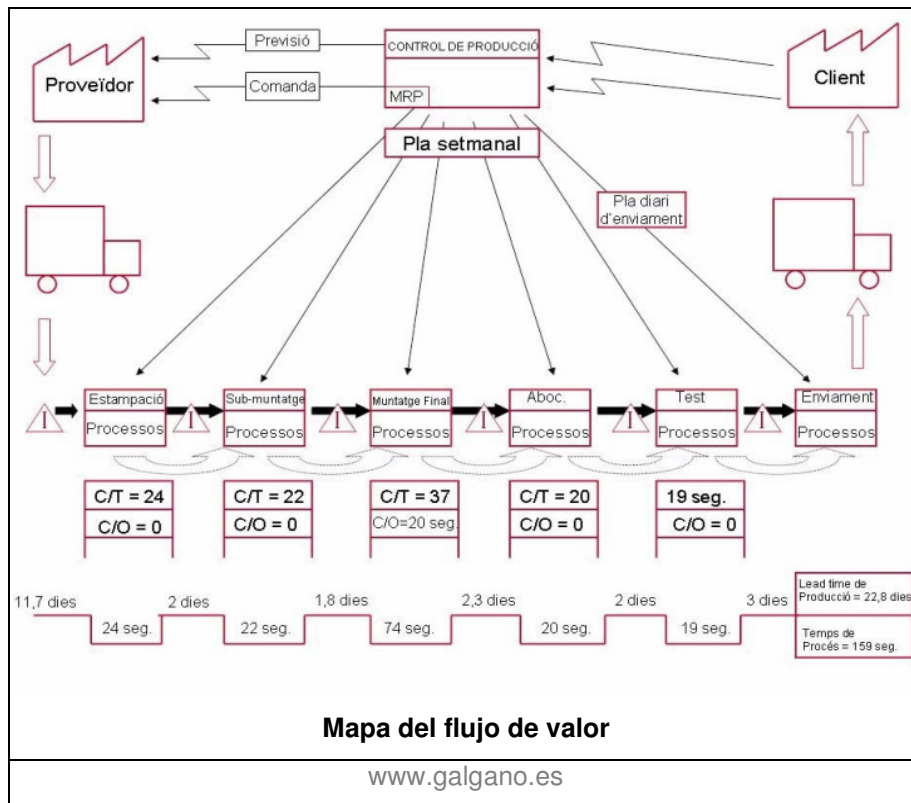 Proveïdor
Previsió
Comanda
CONTROL DE PRODUCCIÓ
MRP
Client
Pla setmanal
Pla diari
d'enviament
I
Estampació
Processos
I
Sub-muntatge
Processos
I
Muntatge Final
Processos
I
Aboc.
Processos
I
Test
Processos
I
Enviament
Processos
C/T = 24
C/O = 0
C/T = 22
C/O = 0
C/T = 37
C/O=20 seg.
C/T = 20
C/O = 0
19 seg.
C/O = 0
11,7 dies
24 seg.
2 dies
22 seg.
1,8 dies
74 seg.
2,3 dies
20 seg.
2 dies
19 seg.
3 dies
Lead time de
Producció = 22,8 dies
Temps de
Procés = 159 seg.
Mapa del flujo de valor
www.galgano.es